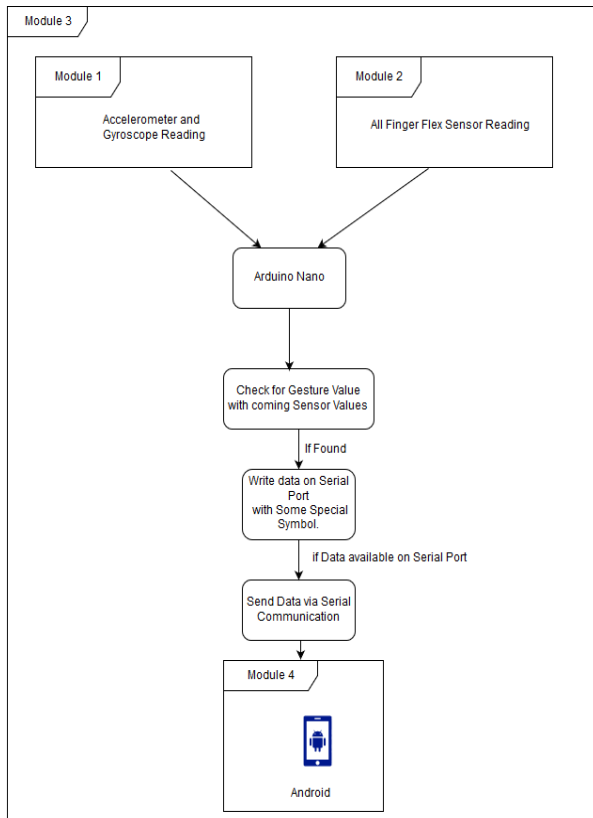 Module 3
Module 1
Accelerometer and
Gyroscope Reading
Module 2
All Finger Flex Sensor Reading
Arduino Nano
Check for Gesture Value
with coming Sensor Values
If Found
Write data on Serial
Port
with Some Special
Symbol.
if Data available on Serial Port
Send Data via Serial
Communication
Module 4
Android